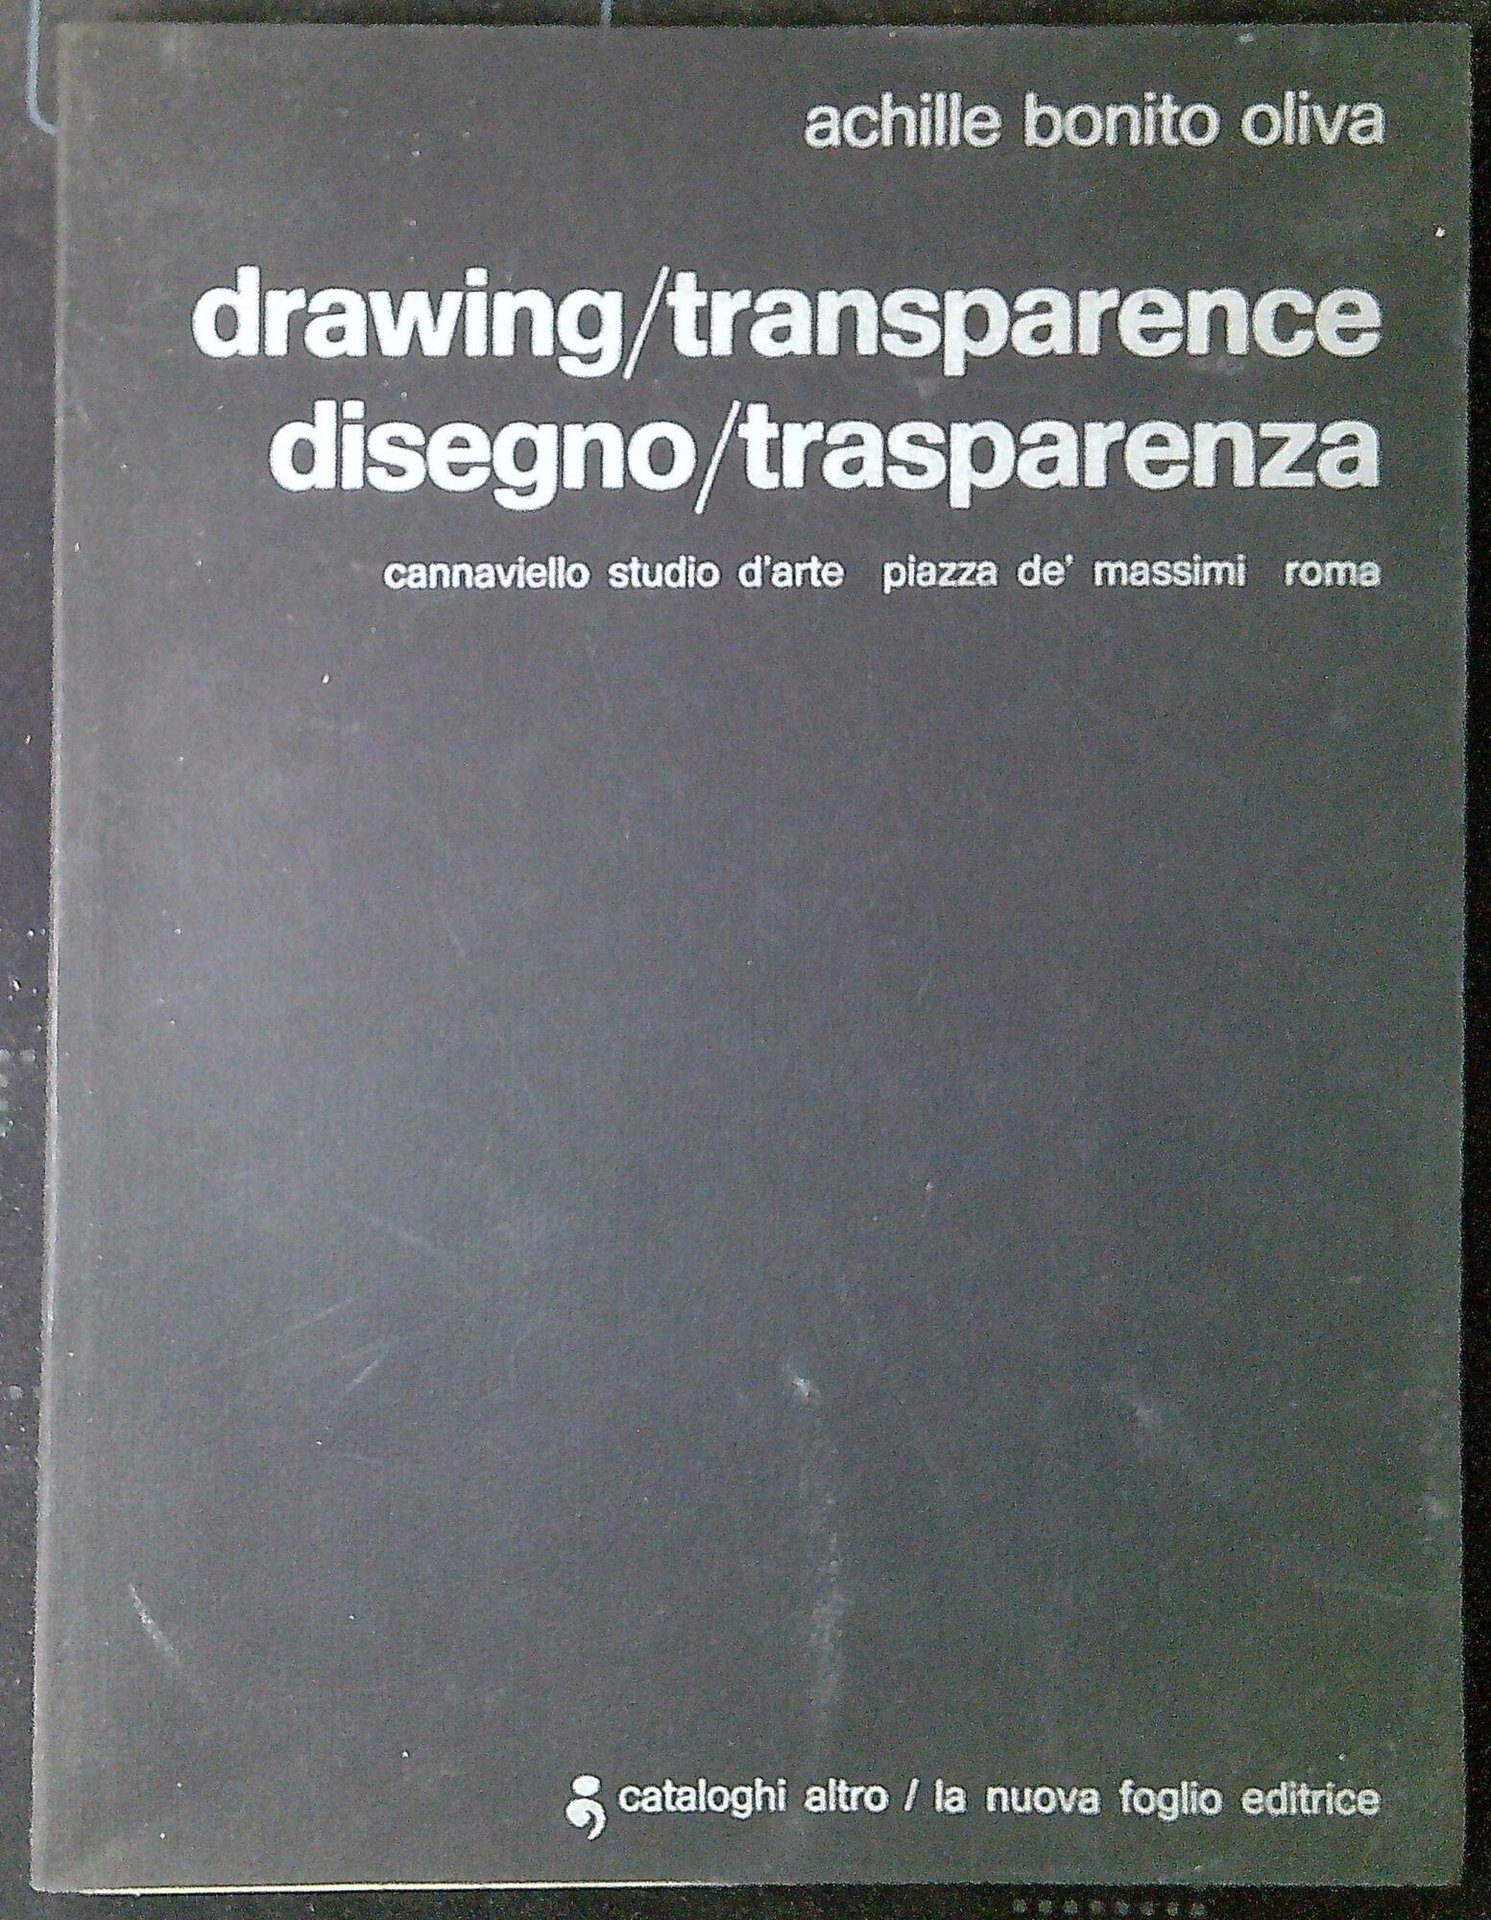 achille bonito oliva
drawing/transparence
disegno/trasparenza
cannaviello studio d'arte piazza de' massimi roma
cataloghi altro / la nuova foglio editrice